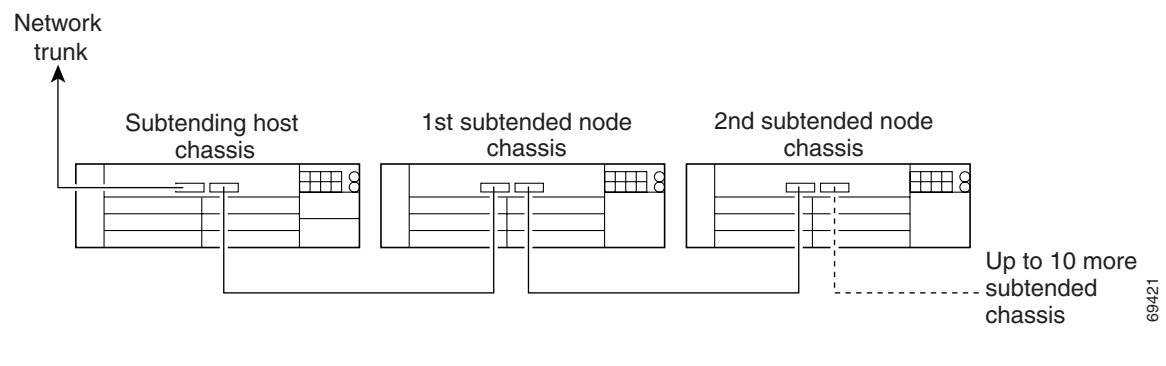 Network
trunk
Subtending host
chassis
1st subtended node
chassis
2nd subtended node
chassis
Up to 10 more
subtended
chassis
69421